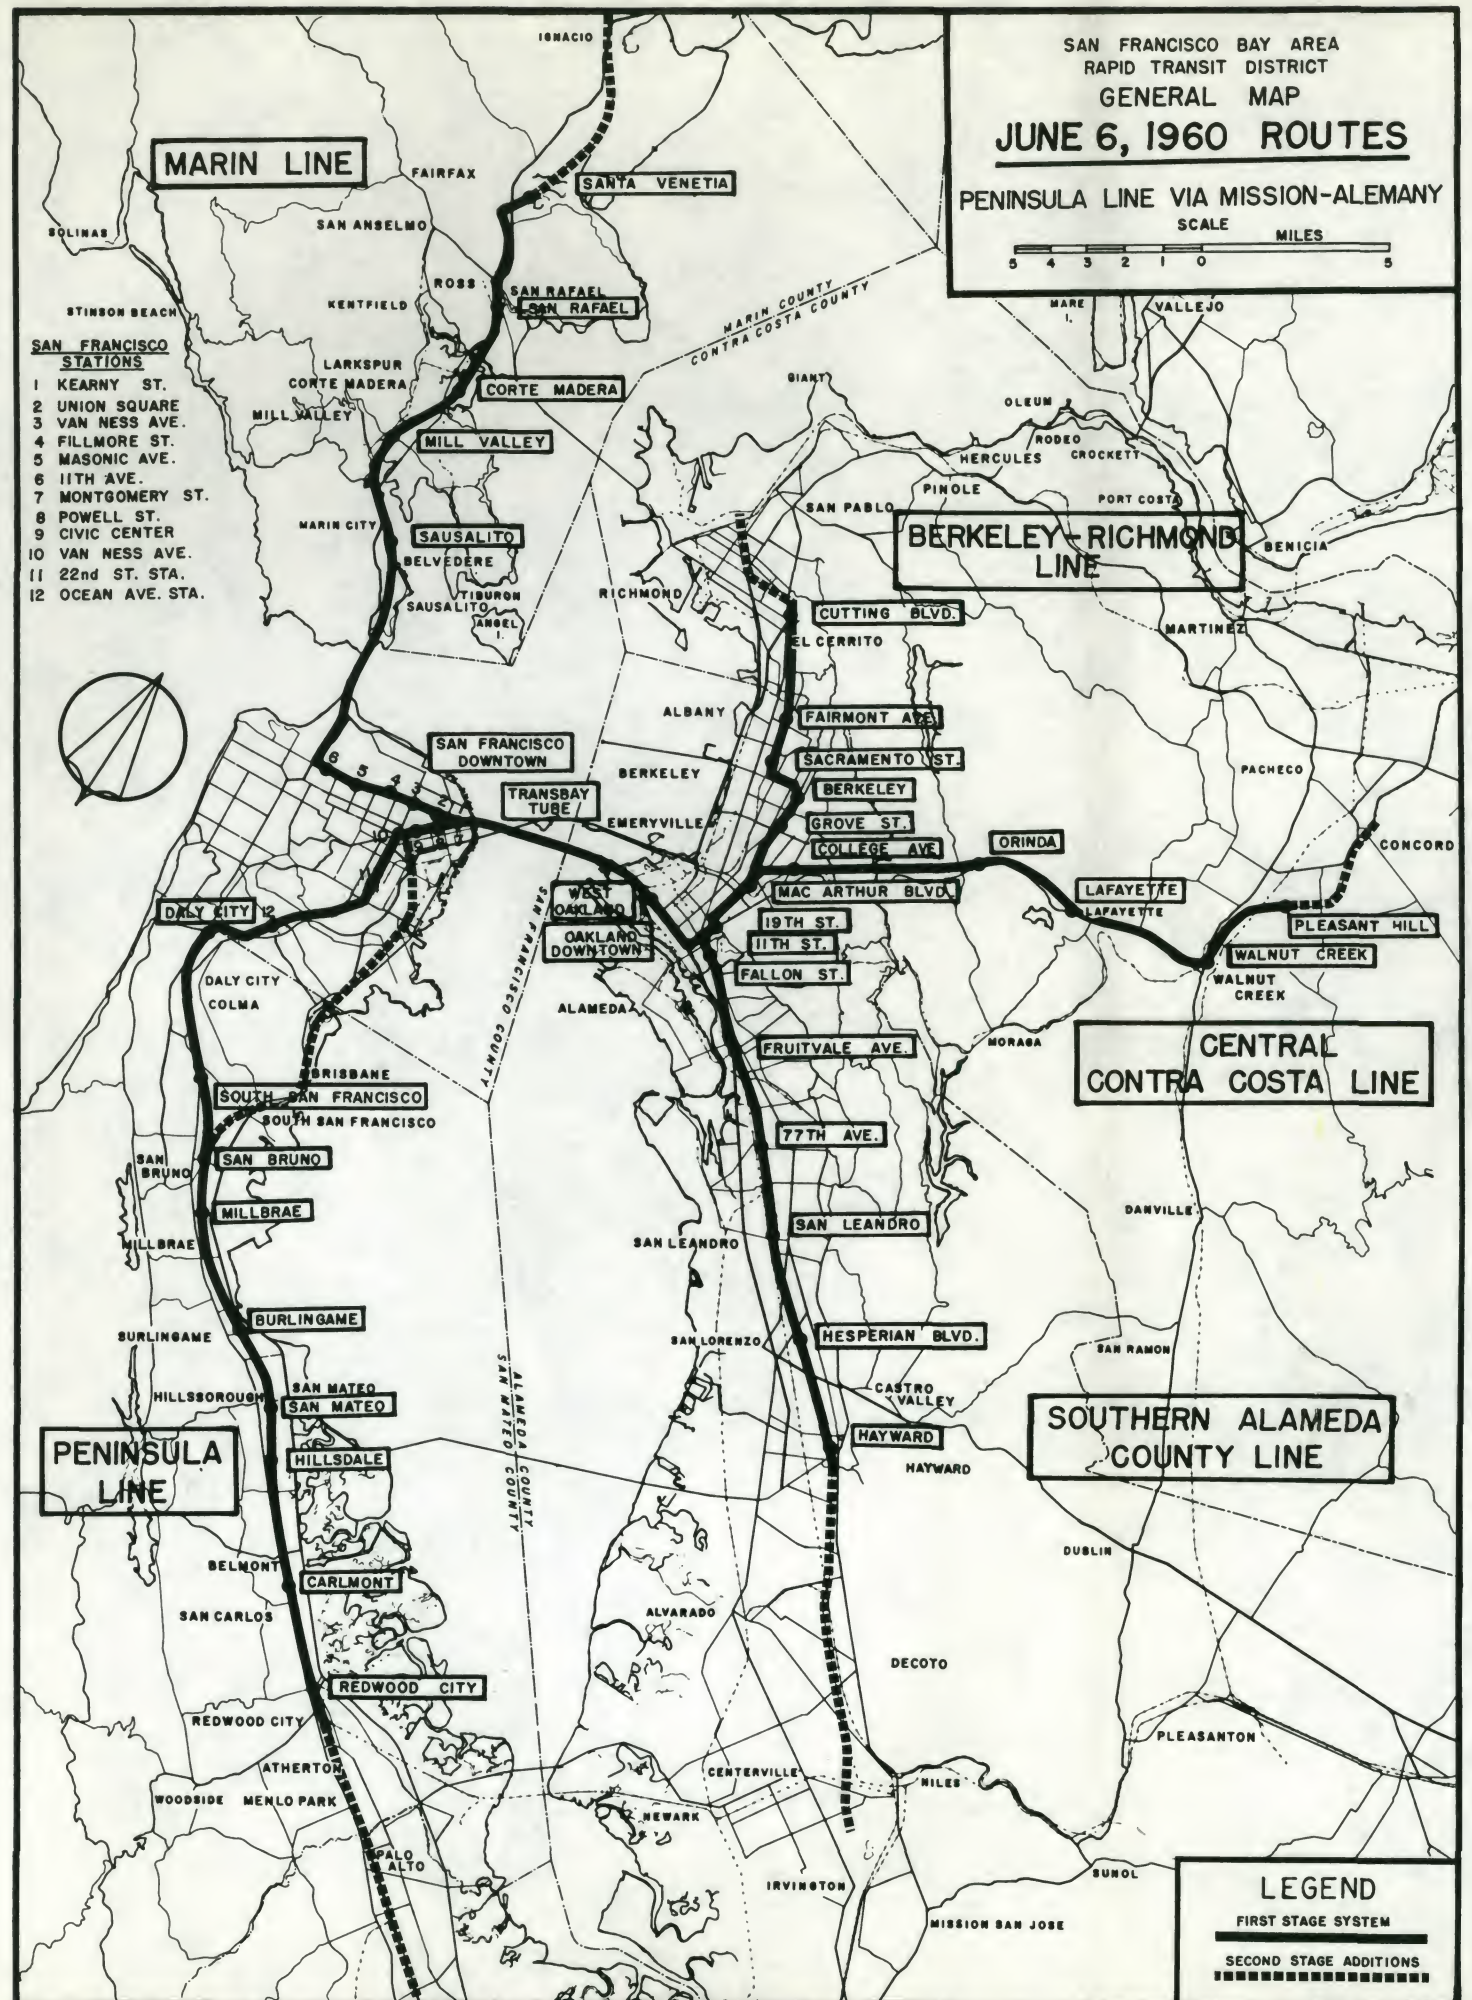 SAN FRANCISCO BAY AREA
RAPID TRANSIT DISTRICT
GENERAL MAP
JUNE 6, 1960 ROUTES
PENINSULA LINE VIA MISSION-ALEMANY
SCALE
MILES
5 4 3 2 1 0 5
IGNACIO
MARIN LINE
FAIRFAX
SANTA VENETIA
SAN ANSELMO
SOLINAS
ROSS
SAN RAFAEL
SAN RAFAEL
KENTFIELD
STINSON BEACH
MARIN COUNTY
CONTRA COSTA COUNTY
MARE
I.
VALLEJO
SAN FRANCISCO
STATIONS
1 KEARNY ST.
2 UNION SQUARE
3 VAN NESS AVE.
4 FILLMORE ST.
5 MASONIC AVE.
6 11TH AVE.
7 MONTGOMERY ST.
8 POWELL ST.
9 CIVIC CENTER
10 VAN NESS AVE.
11 22nd ST. STA.
12 OCEAN AVE. STA.
LARKSPUR
CORTE MADERA
CORTE MADERA
MILL VALLEY
MILL VALLEY
GIANT
OLEUM
RODEO
HERCULES
CROCKETT
PINOLE
PORT COSTA
SAN PABLO
MARIN CITY
SAUSALITO
BELVEDERE
TIBURON
SAUSALITO
ANGEL
I.
BERKELEY-RICHMOND
LINE
BENICIA
RICHMOND
CUTTING BLVD.
EL CERRITO
MARTINEZ
ALBANY
FAIRMONT AVE.
SAN FRANCISCO
DOWNTOWN
SACRAMENTO ST.
BERKELEY
BERKELEY
PACHECO
TRANSBAY
TUBE
EMERYVILLE
GROVE ST.
COLLEGE AVE.
ORINDA
CONCORD
6 5 4 3 2 1
10 9 8 7
11
12
WEST
OAKLAND
MAC ARTHUR BLVD.
LAFAYETTE
LAFAYETTE
DALY CITY
19TH ST.
PLEASANT HILL
OAKLAND
DOWNTOWN
11TH ST.
WALNUT CREEK
FALLON ST.
WALNUT
CREEK
DALY CITY
COLMA
SAN FRANCISCO COUNTY
ALAMEDA
FRUITVALE AVE.
MORAGA
CENTRAL
CONTRA COSTA LINE
BRISBANE
SOUTH SAN FRANCISCO
SOUTH SAN FRANCISCO
77TH AVE.
SAN
BRUNO
SAN BRUNO
MILLBRAE
DANVILLE
SAN LEANDRO
SAN LEANDRO
MILLBRAE
BURLINGAME
BURLINGAME
SAN LORENZO
HESPERIAN BLVD.
SAN RAMON
ALAMEDA COUNTY
SAN MATEO COUNTY
HILLSBOROUGH
SAN MATEO
SAN MATEO
CASTRO
VALLEY
SOUTHERN ALAMEDA
COUNTY LINE
PENINSULA
LINE
HILLSDALE
HAYWARD
HAYWARD
DUBLIN
BELMONT
CARLMONT
SAN CARLOS
ALVARADO
DECOTO
REDWOOD CITY
REDWOOD CITY
PLEASANTON
ATHERTON
CENTERVILLE
NILES
WOODSIDE
MENLO PARK
NEWARK
PALO
ALTO
IRVINGTON
SUNOL
MISSION SAN JOSE
LEGEND
FIRST STAGE SYSTEM
SECOND STAGE ADDITIONS